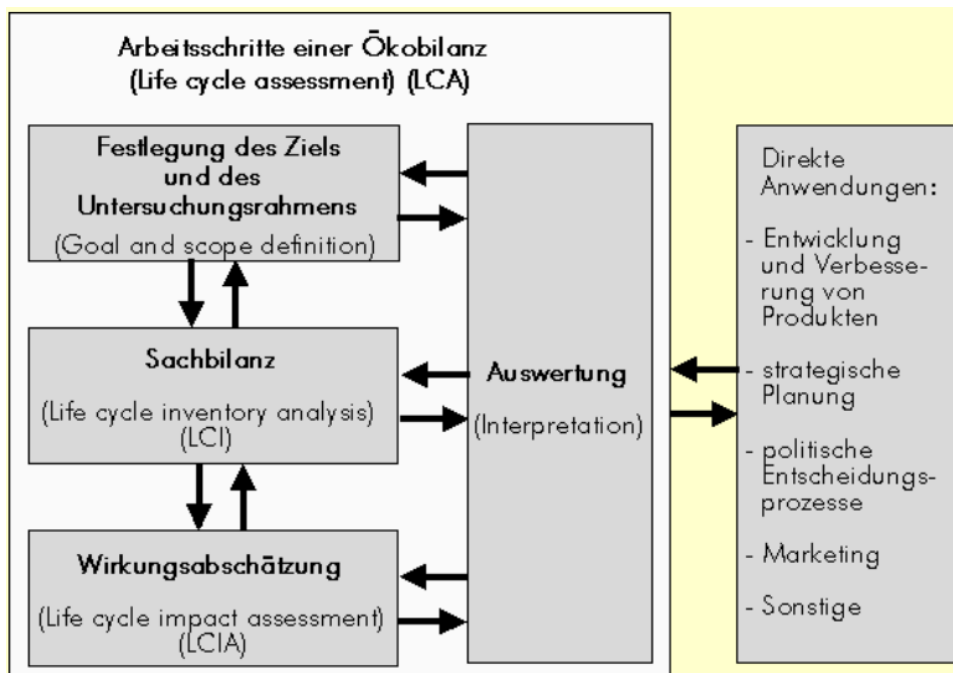 Arbeitsschritte einer Ökobilanz
(Life cycle assessment) (LCA)
Festlegung des Ziels
und des
Untersuchungsrahmens
(Goal and scope definition)
Sachbilanz
(Life cycle inventory analysis)
(LCI)
Wirkungsabschätzung
(Life cycle impact assessment)
(LCIA)
Auswertung
(Interpretation)
Direkte
Anwendungen:
- Entwicklung
und Verbesse-
rung von
Produkten
- strategische
Planung
- politische
Entscheidungs-
prozesse
- Marketing
- Sonstige